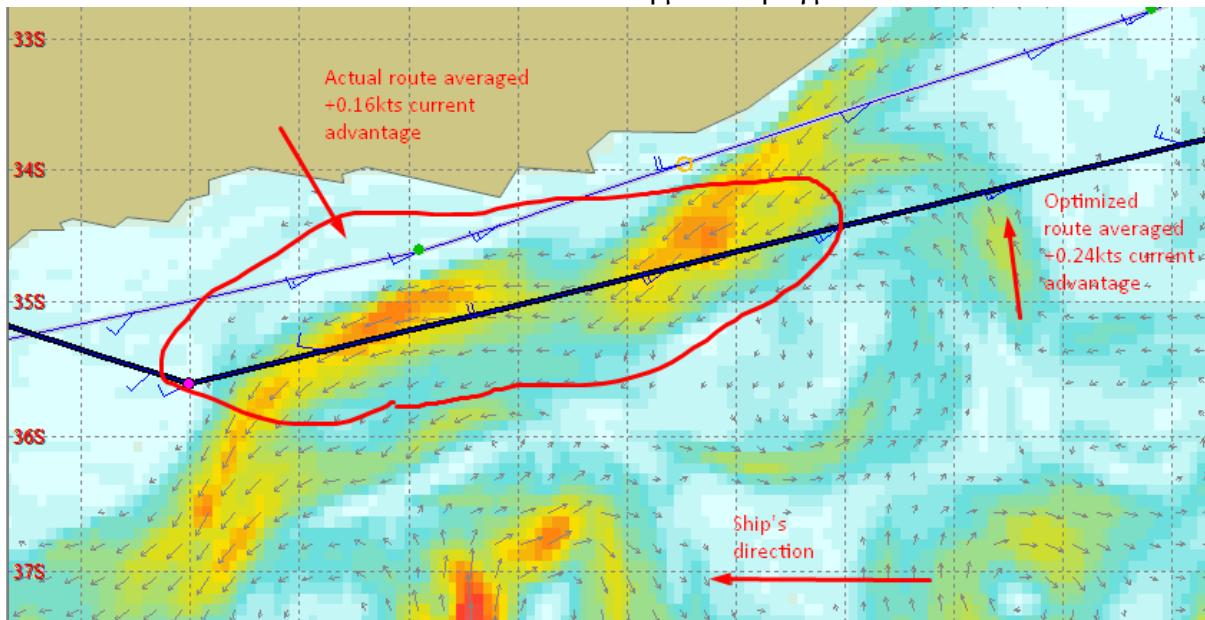 33S
Actual route averaged
+0.16kts current
advantage
34S
Optimized
route averaged
+0.24kts current
advantage
35S
36S
Ship's
direction
37S